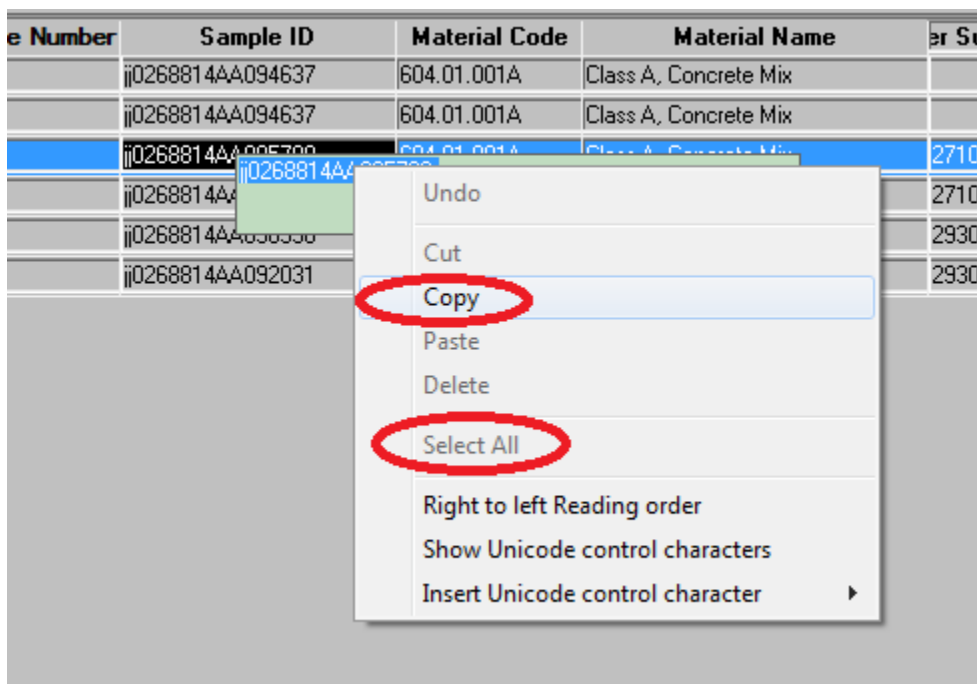 e Number Sample ID Material Code Material Name er Su
jj0268814AA094637 604.01.001A Class A, Concrete Mix
jj0268814AA094637 604.01.001A Class A, Concrete Mix
2710
jj0268814A 2710
2930
jj0268814AA092031 2930
Undo
Cut
Copy
Paste
Delete
Select All
Right to left Reading order
Show Unicode control characters
Insert Unicode control character